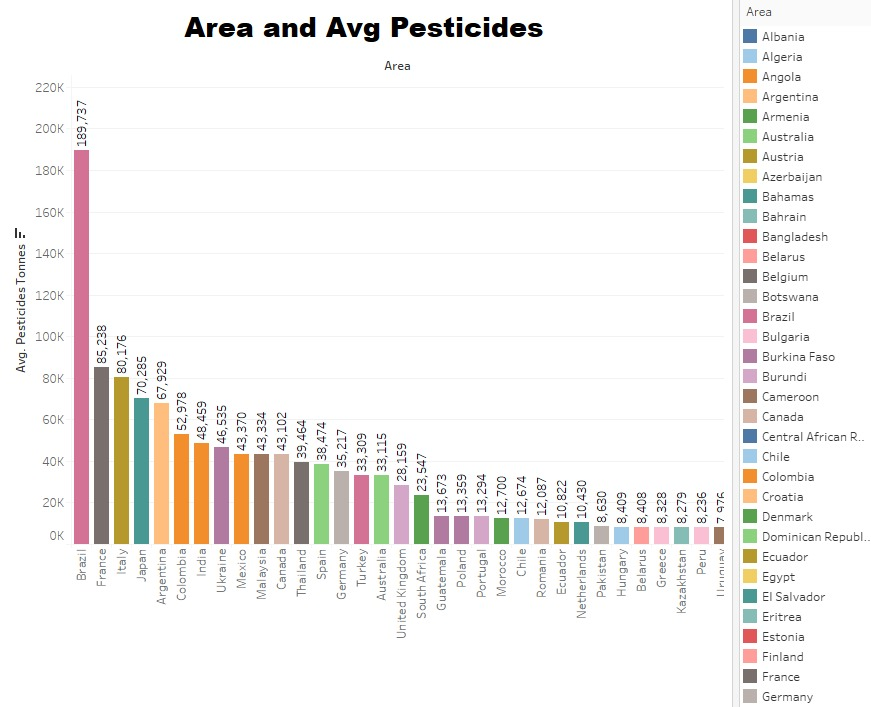 Area and Avg Pesticides
Area
Avg. Pesticides Tonnes
220K
200K
180K
160K
140K
120K
100K
80K
60K
40K
20K
0K
189,737
85,238
80,176
70,285
67,929
52,978
48,459
46,535
43,370
43,334
43,102
39,464
38,474
35,217
33,309
33,115
28,159
23,547
13,673
13,359
13,294
12,700
12,674
12,087
10,822
10,430
8,630
8,409
8,408
8,328
8,279
8,236
7,976
Brazil
France
Italy
Japan
Argentina
Colombia
India
Ukraine
Mexico
Malaysia
Canada
Thailand
Spain
Germany
Turkey
Australia
United Kingdom
South Africa
Guatemala
Poland
Portugal
Morocco
Chile
Romania
Ecuador
Netherlands
Pakistan
Hungary
Belarus
Greece
Kazakhstan
Peru
Uruguay
Area
Albania
Algeria
Angola
Argentina
Armenia
Australia
Austria
Azerbaijan
Bahamas
Bahrain
Bangladesh
Belarus
Belgium
Botswana
Brazil
Bulgaria
Burkina Faso
Burundi
Cameroon
Canada
Central African R..
Chile
Colombia
Croatia
Denmark
Dominican Republ..
Ecuador
Egypt
El Salvador
Eritrea
Estonia
Finland
France
Germany